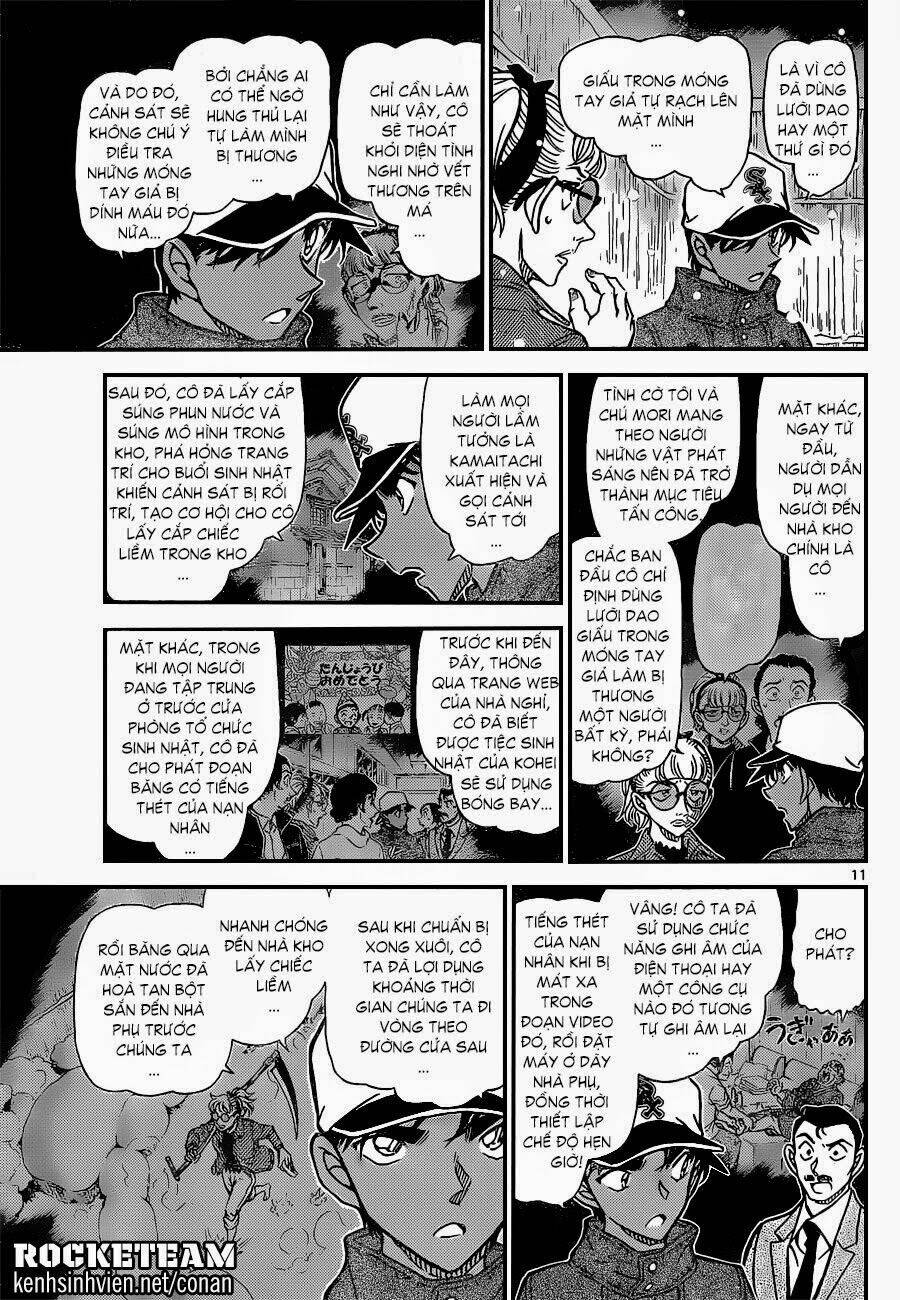 LÀ VÌ CÔ
ĐÃ DÙNG
LƯỠI DAO
HAY MỘT
THỨ GÌ ĐÓ
...
GIẤU TRONG MÓNG
TAY GIẢ TỰ RẠCH LÊN
MẶT MÌNH
...
CHỈ CẦN LÀM
NHƯ VẬY, CÔ
SẼ THOÁT
KHỎI DIỆN TÌNH
NGHI NHỜ VẾT
THƯƠNG TRÊN
MÁ
BỞI CHẲNG AI
CÓ THỂ NGỜ
HUNG THỦ LẠI
TỰ LÀM MÌNH
BỊ THƯƠNG
...
VÀ DO ĐÓ,
CẢNH SÁT SẼ
KHÔNG CHÚ Ý
ĐIỀU TRA
NHỮNG MÓNG
TAY GIẢ BỊ
DÍNH MÁU ĐÓ
NỮA...
MẶT KHÁC,
NGAY TỪ
ĐẦU,
NGƯỜI DẪN
DỤ MỌI
NGƯỜI ĐẾN
NHÀ KHO
CHÍNH LÀ
CÔ
...
TÌNH CỜ TÔI VÀ
CHÚ MORI MANG
THEO NGƯỜI
NHỮNG VẬT PHÁT
SÁNG NÊN ĐÃ TRỞ
THÀNH MỤC TIÊU
TẤN CÔNG.
CHẮC BAN
ĐẦU CÔ CHỈ
ĐỊNH DÙNG
LƯỠI DAO
GIẤU TRONG
MÓNG TAY
GIẢ LÀM BỊ
THƯƠNG
MỘT NGƯỜI
BẤT KỲ, PHẢI
KHÔNG?
LÀM MỌI
NGƯỜI LẦM
TƯỞNG LÀ
KAMAITACHI
XUẤT HIỆN VÀ
GỌI CẢNH
SÁT TỚI
...
SAU ĐÓ, CÔ ĐÃ LẤY CẮP
SÚNG PHUN NƯỚC VÀ
SÚNG MÔ HÌNH TRONG
KHO, PHÁ HỎNG TRANG
TRÍ CHO BUỔI SINH NHẬT
KHIẾN CẢNH SÁT BỊ RỐI
TRÍ, TẠO CƠ HỘI CHO CÔ
LẤY CẮP CHIẾC
LIỀM TRONG KHO
...
TRƯỚC KHI ĐẾN
ĐÂY, THÔNG
QUA TRANG WEB
CỦA NHÀ NGHỈ,
CÔ ĐÃ BIẾT
ĐƯỢC TIỆC SINH
NHẬT CỦA KOHEI
SẼ SỬ DỤNG
BÓNG BAY...
たんじょうび
おめでとう
MẶT KHÁC, TRONG
KHI MỌI NGƯỜI
ĐANG TẬP TRUNG
Ở TRƯỚC CỬA
PHÒNG TỔ CHỨC
SINH NHẬT, CÔ ĐÃ
CHO PHÁT ĐOẠN
BĂNG CÓ TIẾNG
THÉT CỦA NẠN
NHÂN
...
11
CHO
PHÁT?
VÂNG! CÔ TA ĐÃ
SỬ DỤNG CHỨC
NĂNG GHI ÂM CỦA
ĐIỆN THOẠI HAY
MỘT CÔNG CỤ
NÀO ĐÓ TƯƠNG
TỰ GHI ÂM LẠI
...
うぎゃああ
TIẾNG THÉT
CỦA NẠN
NHÂN KHI BỊ
MÁT XA
TRONG
ĐOẠN VIDEO
ĐÓ, RỒI ĐẶT
MÁY Ở DÃY
NHÀ PHỤ,
ĐỒNG THỜI
THIẾT LẬP
CHẾ ĐỘ HẸN
GIỜ!
SAU KHI CHUẨN BỊ
XONG XUÔI, CÔ
TA ĐÃ LỢI DỤNG
KHOẢNG THỜI
GIAN CHÚNG TA ĐI
VÒNG THEO
ĐƯỜNG CỬA SAU
...
NHANH CHÓNG
ĐẾN NHÀ KHO
LẤY CHIẾC
LIỀM
...
RỒI BĂNG QUA
MẶT NƯỚC ĐÃ
HOÀ TAN BỘT
SẮN ĐẾN NHÀ
PHỤ TRƯỚC
CHÚNG TA
...
ROCKETEAM
kenhsinhvien.net/conan